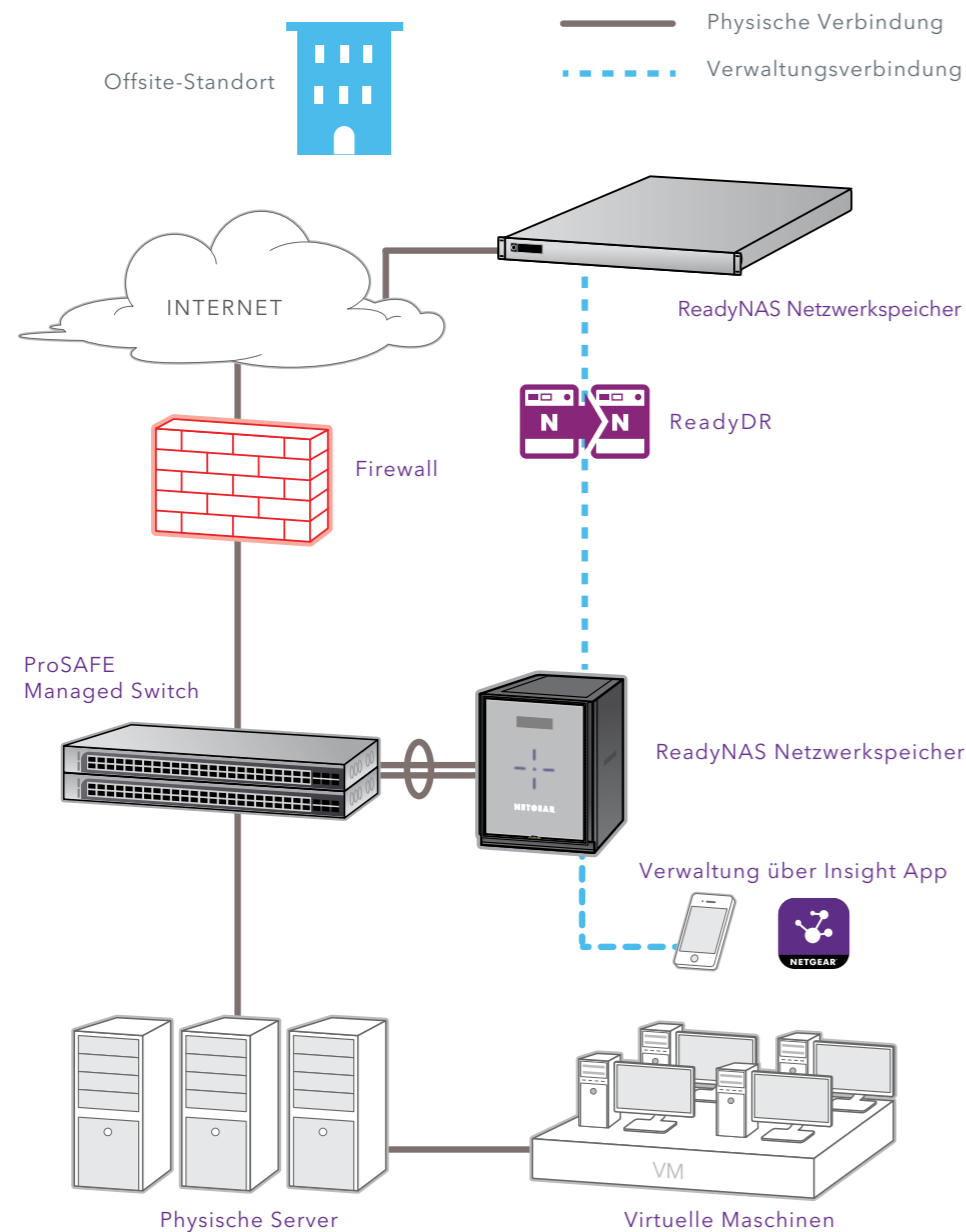 Physische Verbindung
Offsite-Standort
Verwaltungsverbindung
INTERNET
ReadyNAS Netzwerkspeicher
N N
ReadyDR
Firewall
ProSAFE
Managed Switch
ReadyNAS Netzwerkspeicher
NETGEAR
Verwaltung über Insight App
NETGEAR
VM
Physische Server
Virtuelle Maschinen